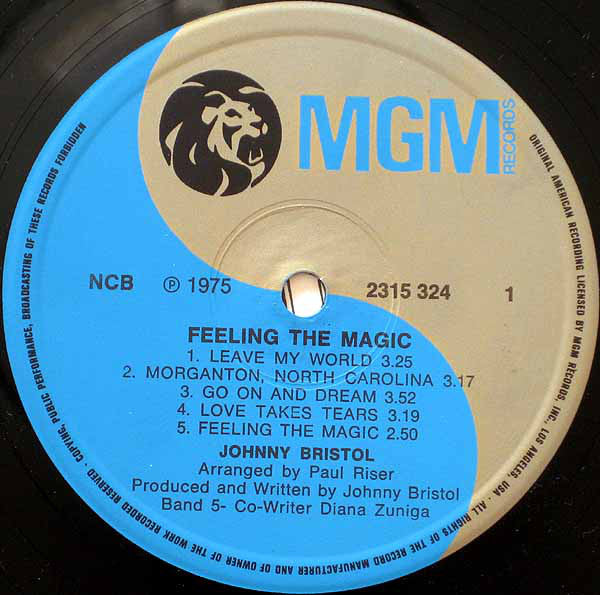 MGM
RECORDS
NCB ℗ 1975 2315 324 1
FEELING THE MAGIC
1. LEAVE MY WORLD 3.25
2. MORGANTON, NORTH CAROLINA 3.17
3. GO ON AND DREAM 3.52
4. LOVE TAKES TEARS 3.19
5. FEELING THE MAGIC 2.50
JOHNNY BRISTOL
Arranged by Paul Riser
Produced and Written by Johnny Bristol
Band 5- Co-Writer Diana Zuniga
ORIGINAL AMERICAN RECORDING LICENSED BY MGM RECORDS, INC., LOS ANGELES, USA · ALL RIGHTS OF THE RECORD MANUFACTURER AND OF OWNER OF THE WORK RECORDED RESERVED · COPYING, PUBLIC PERFORMANCE, BROADCASTING OF THESE RECORDS FORBIDDEN